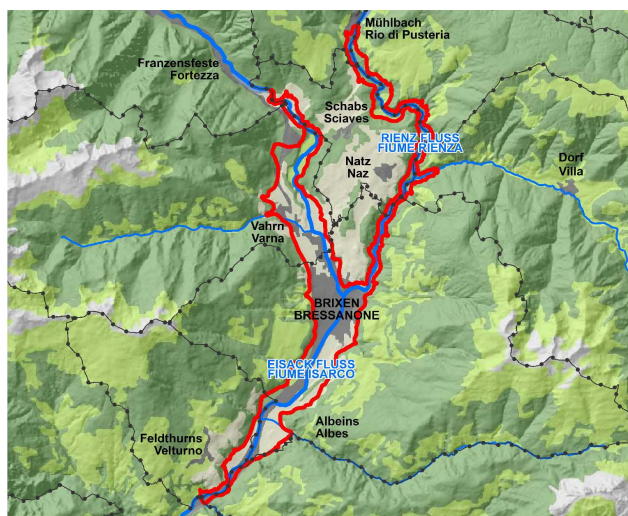 Mühlbach
Rio di Pusteria
Franzensfeste
Fortezza
Schabs
Sciaves
RIENZ FLUSS
FIUME RIENZA
Natz
Naz
Dorf
Villa
Vahrn
Varna
BRIXEN
BRESSANONE
EISACK FLUSS
FIUME ISARCO
Albeins
Albes
Feldthurns
Velturno